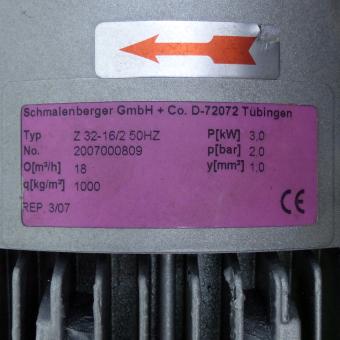 Schmalenberger GmbH + Co. D-72072 Tübingen
Typ Z 32-16/2 50HZ P[kW] 3,0
No. 2007000809 p[bar] 2.0
O[m³/h] 18 y[mm²] 1,0
q[kg/m³] 1000
REP. 3/07 CE